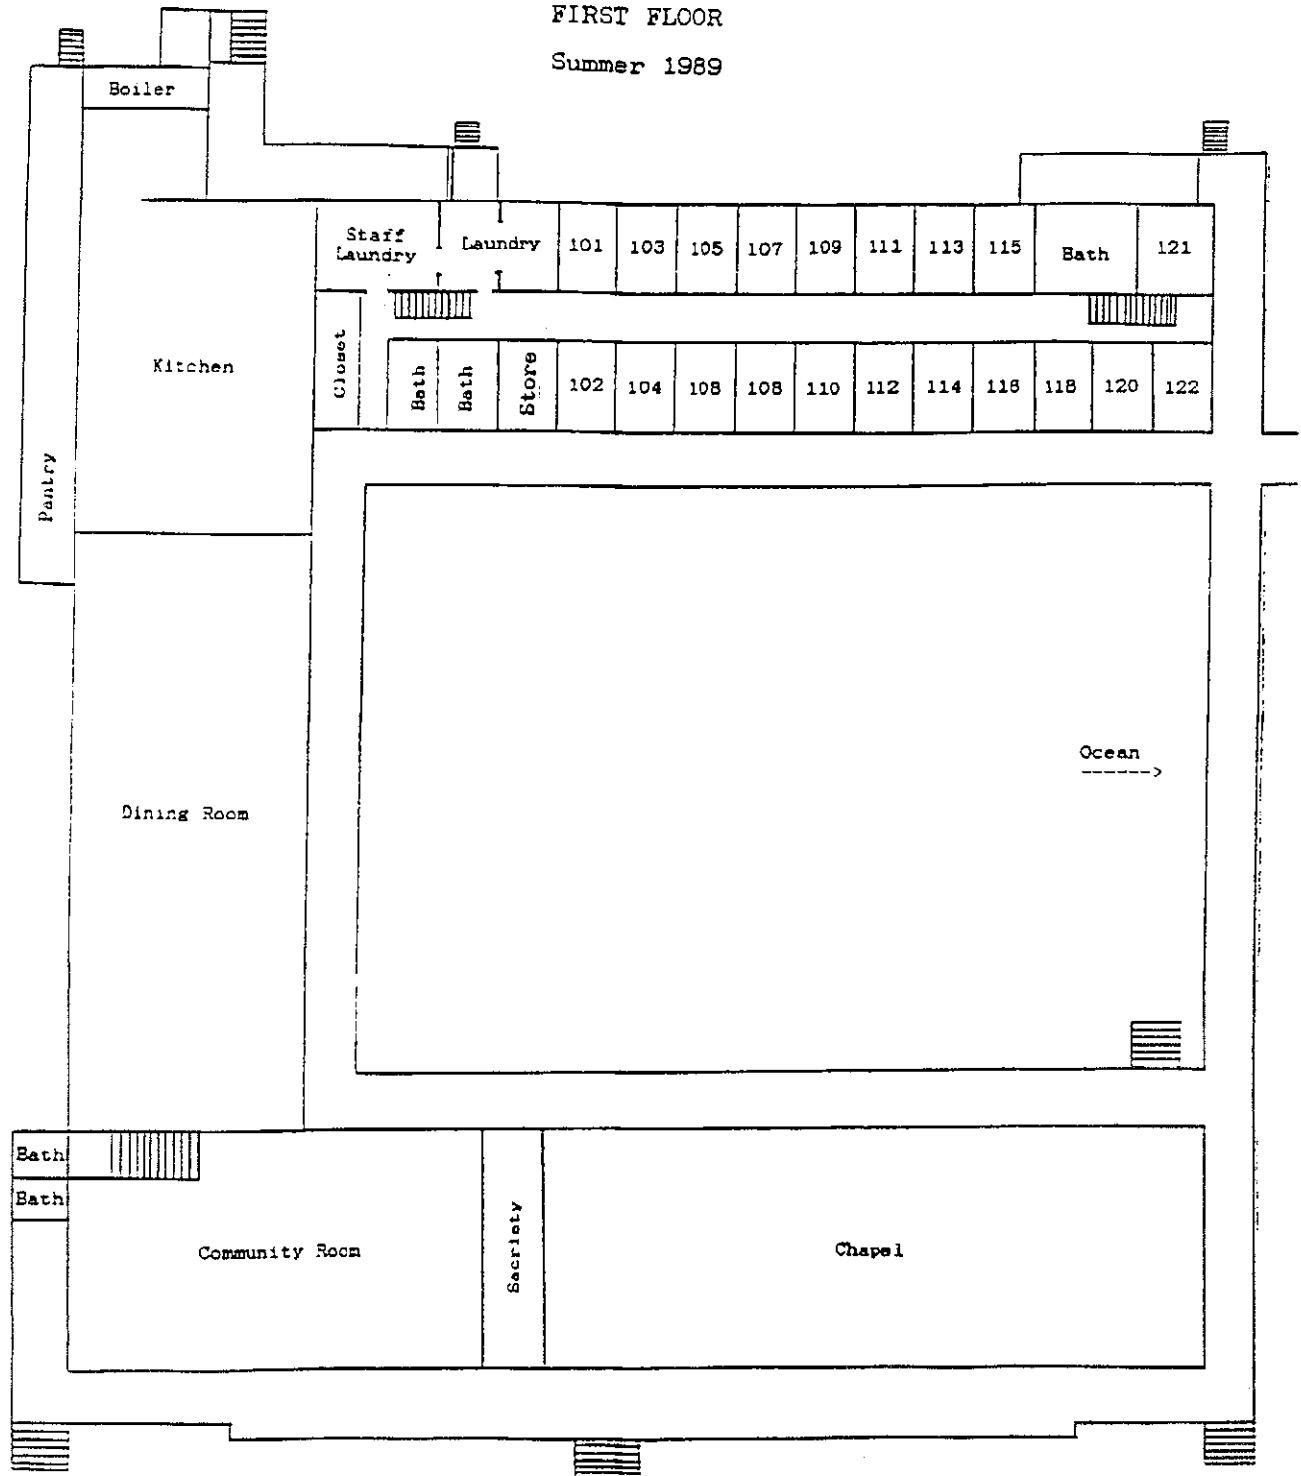 FIRST FLOOR
Summer 1989
Boiler
Staff
Laundry
Laundry
101
103
105
107
109
111
113
115
Bath
121
Kitchen
Closet
Bath
Bath
Store
102
104
108
108
110
112
114
116
118
120
122
Pantry
Ocean
------>
Dining Room
Bath
Bath
Community Room
Sacristy
Chapel